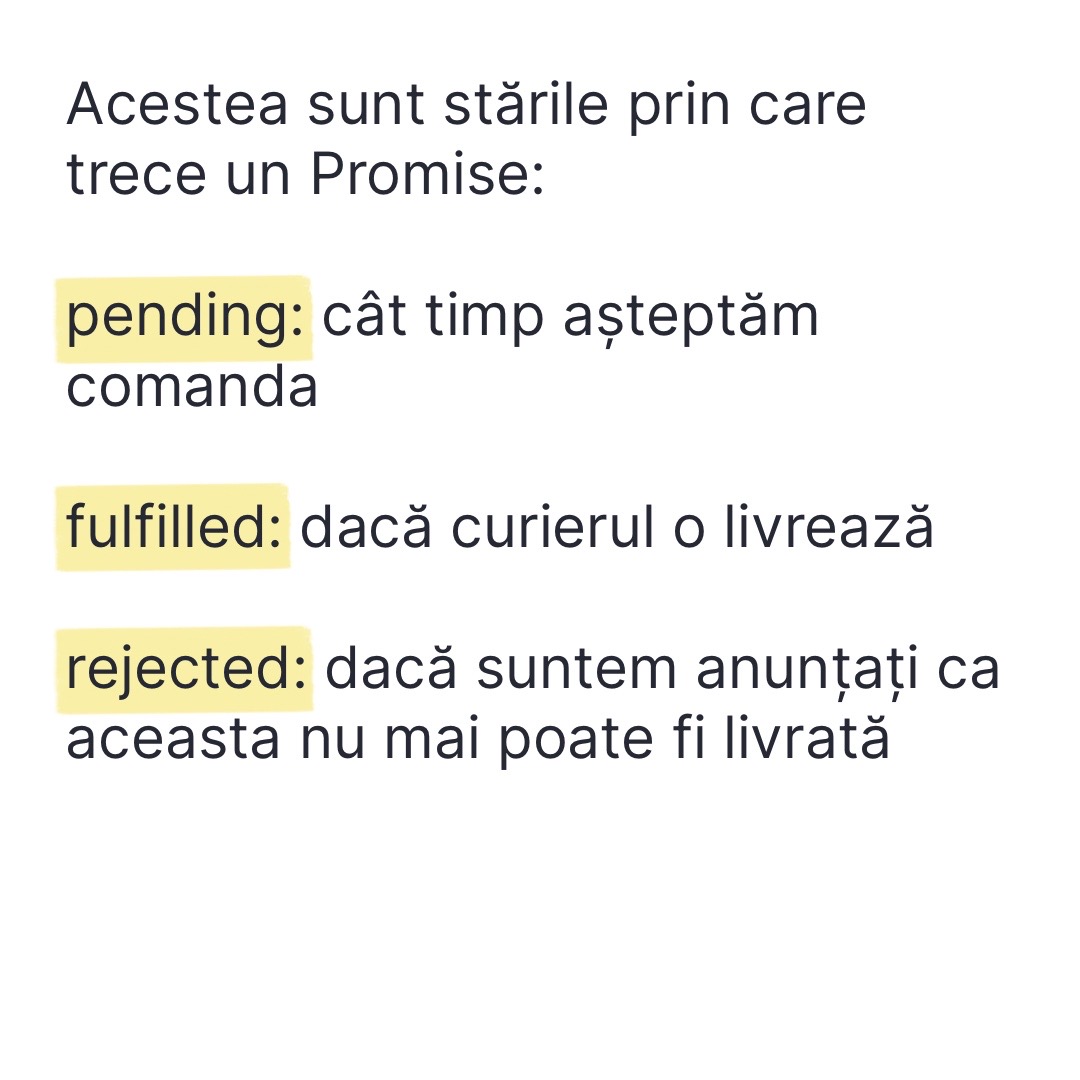 Acestea sunt stările prin care
trece un Promise:
pending: cât timp așteptăm
comanda
fulfilled: dacă curierul o livrează
rejected: dacă suntem anunțați ca
aceasta nu mai poate fi livrată